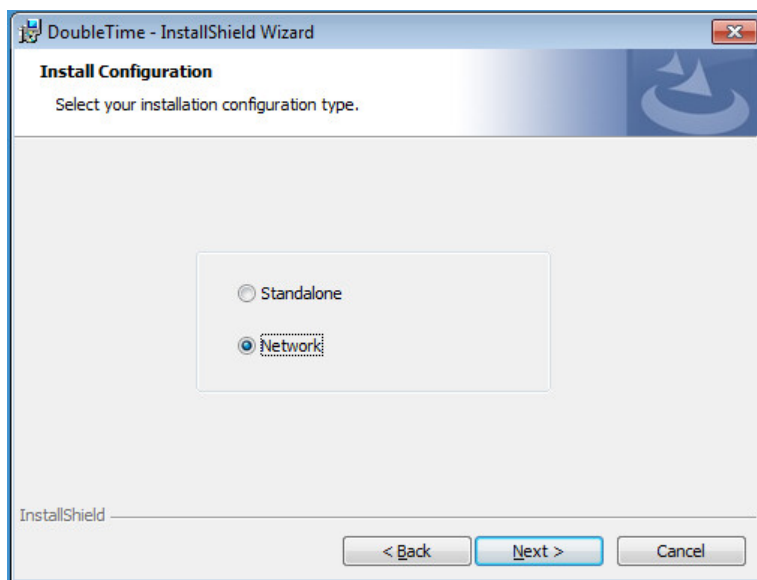 DoubleTime - InstallShield Wizard
Install Configuration
Select your installation configuration type.
Standalone
Network
InstallShield
< Back
Next >
Cancel